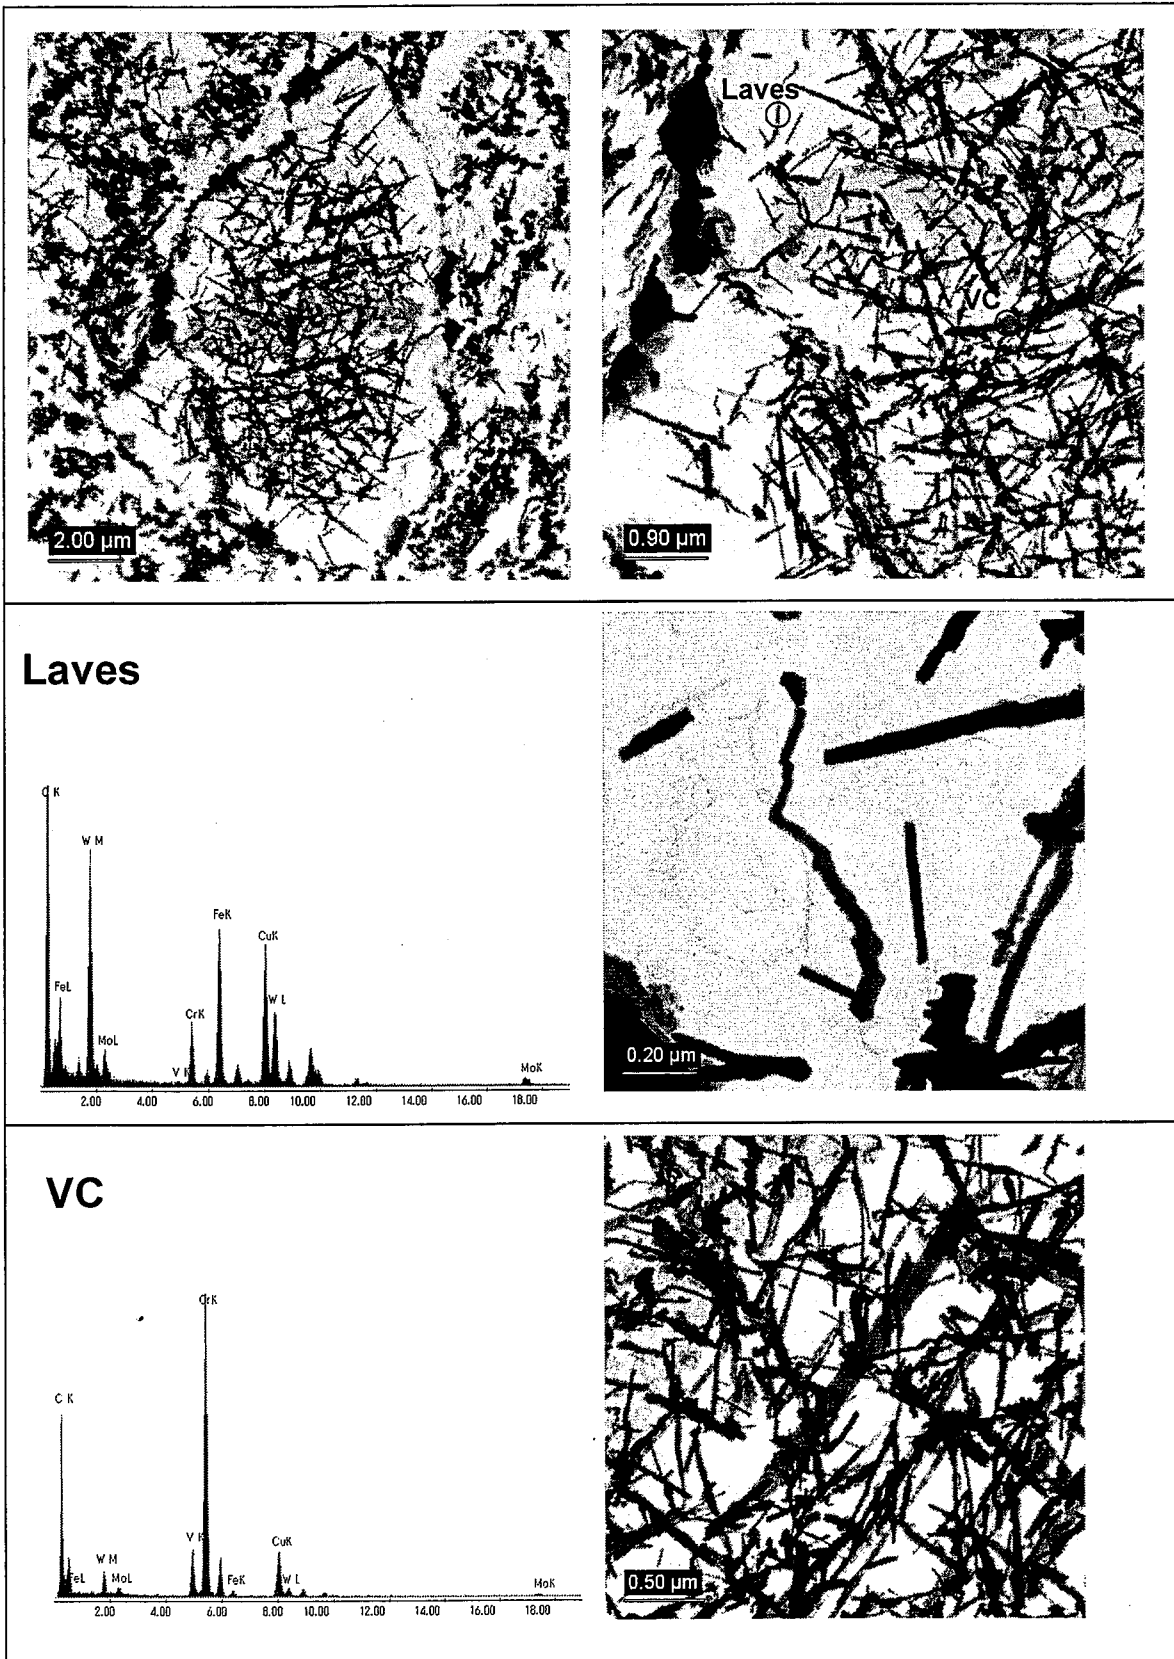 Laves
VC
2.00 µm
0.90 µm
Laves
C K
W M
FeK
CuK
FeL
W L
CrK
MoL
V K
MoK
2.00 4.00 6.00 8.00 10.00 12.00 14.00 16.00 18.00
0.20 µm
VC
CrK
C K
V K
CuK
W M
FeL
MoL
FeK
W L
MoK
2.00 4.00 6.00 8.00 10.00 12.00 14.00 16.00 18.00
0.50 µm